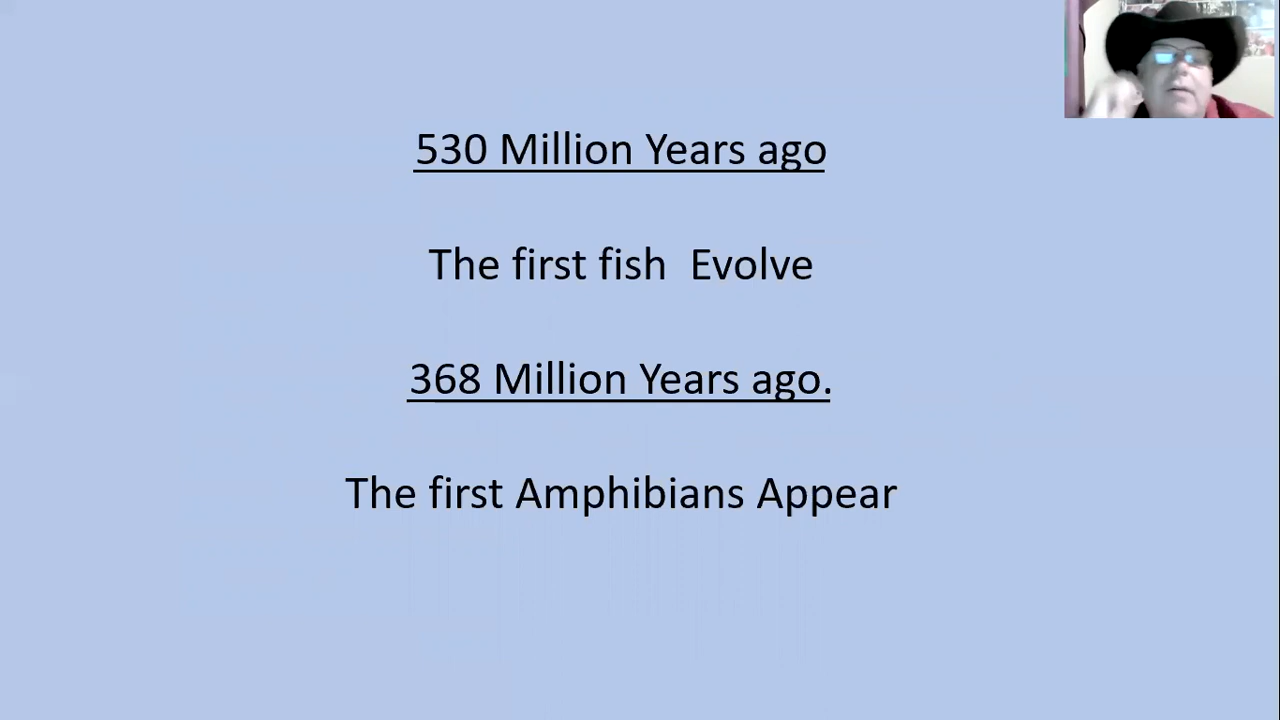 530 Million Years ago
The first fish  Evolve
368 Million Years ago.
The first Amphibians Appear